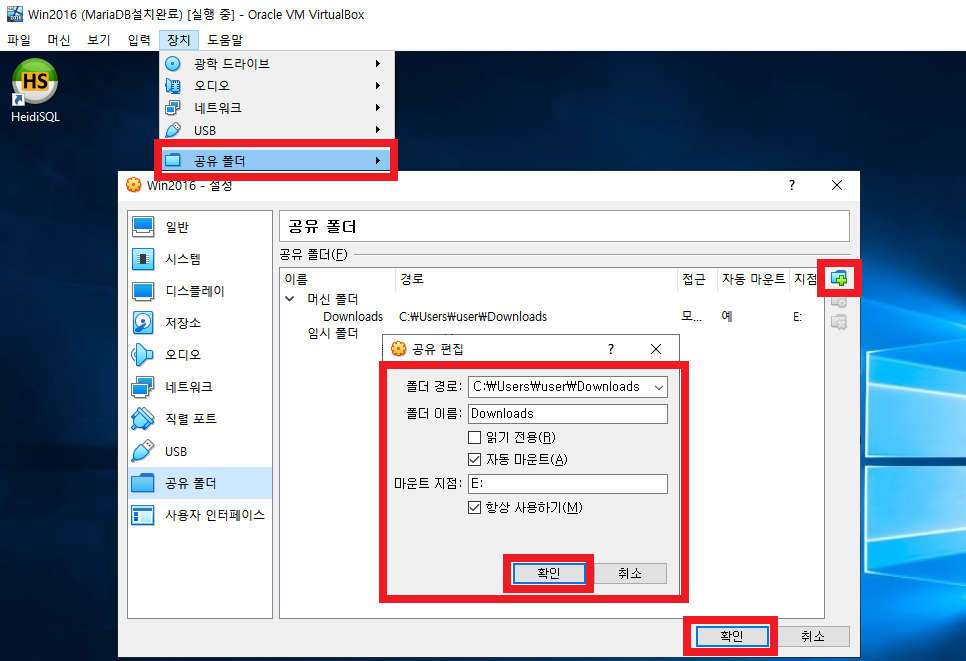 Win2016 (MariaDB설치완료) [실행 중] - Oracle VM VirtualBox
파일 머신 보기 입력 장치 도움말
HS
HeidiSQL
광학 드라이브
오디오
네트워크
USB
공유 폴더
Win2016 - 설정
일반
시스템
디스플레이
저장소
오디오
네트워크
직렬 포트
USB
공유 폴더
사용자 인터페이스
공유 폴더
공유 폴더(F)
이름 경로 접근 자동 마운트 지점
머신 폴더
Downloads C:₩Users₩user₩Downloads 모... 예 E:
임시 폴더
공유 편집
폴더 경로: C:₩Users₩user₩Downloads
폴더 이름: Downloads
읽기 전용(R)
자동 마운트(A)
마운트 지점: E:
항상 사용하기(M)
확인 취소
확인 취소